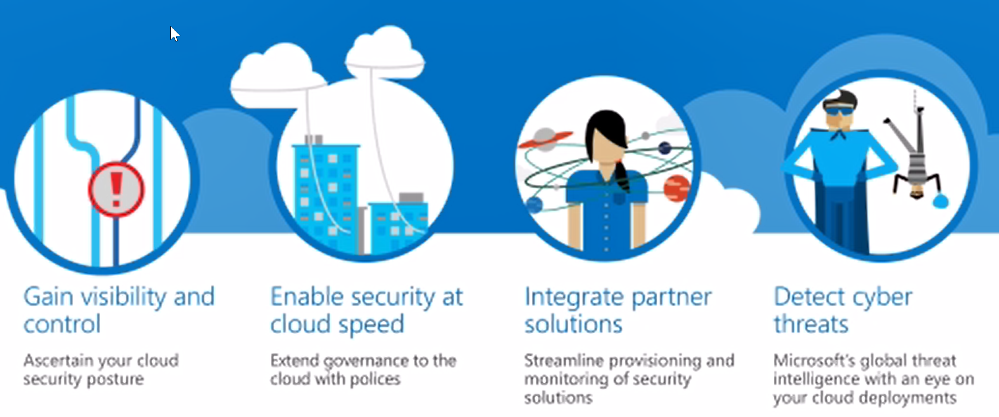 Gain visibility and
control
Ascertain your cloud
security posture
Enable security at
cloud speed
Extend governance to the
cloud with polices
Integrate partner
solutions
Streamline provisioning and
monitoring of security
solutions
Detect cyber
threats
Microsoft's global threat
intelligence with an eye on
your cloud deployments